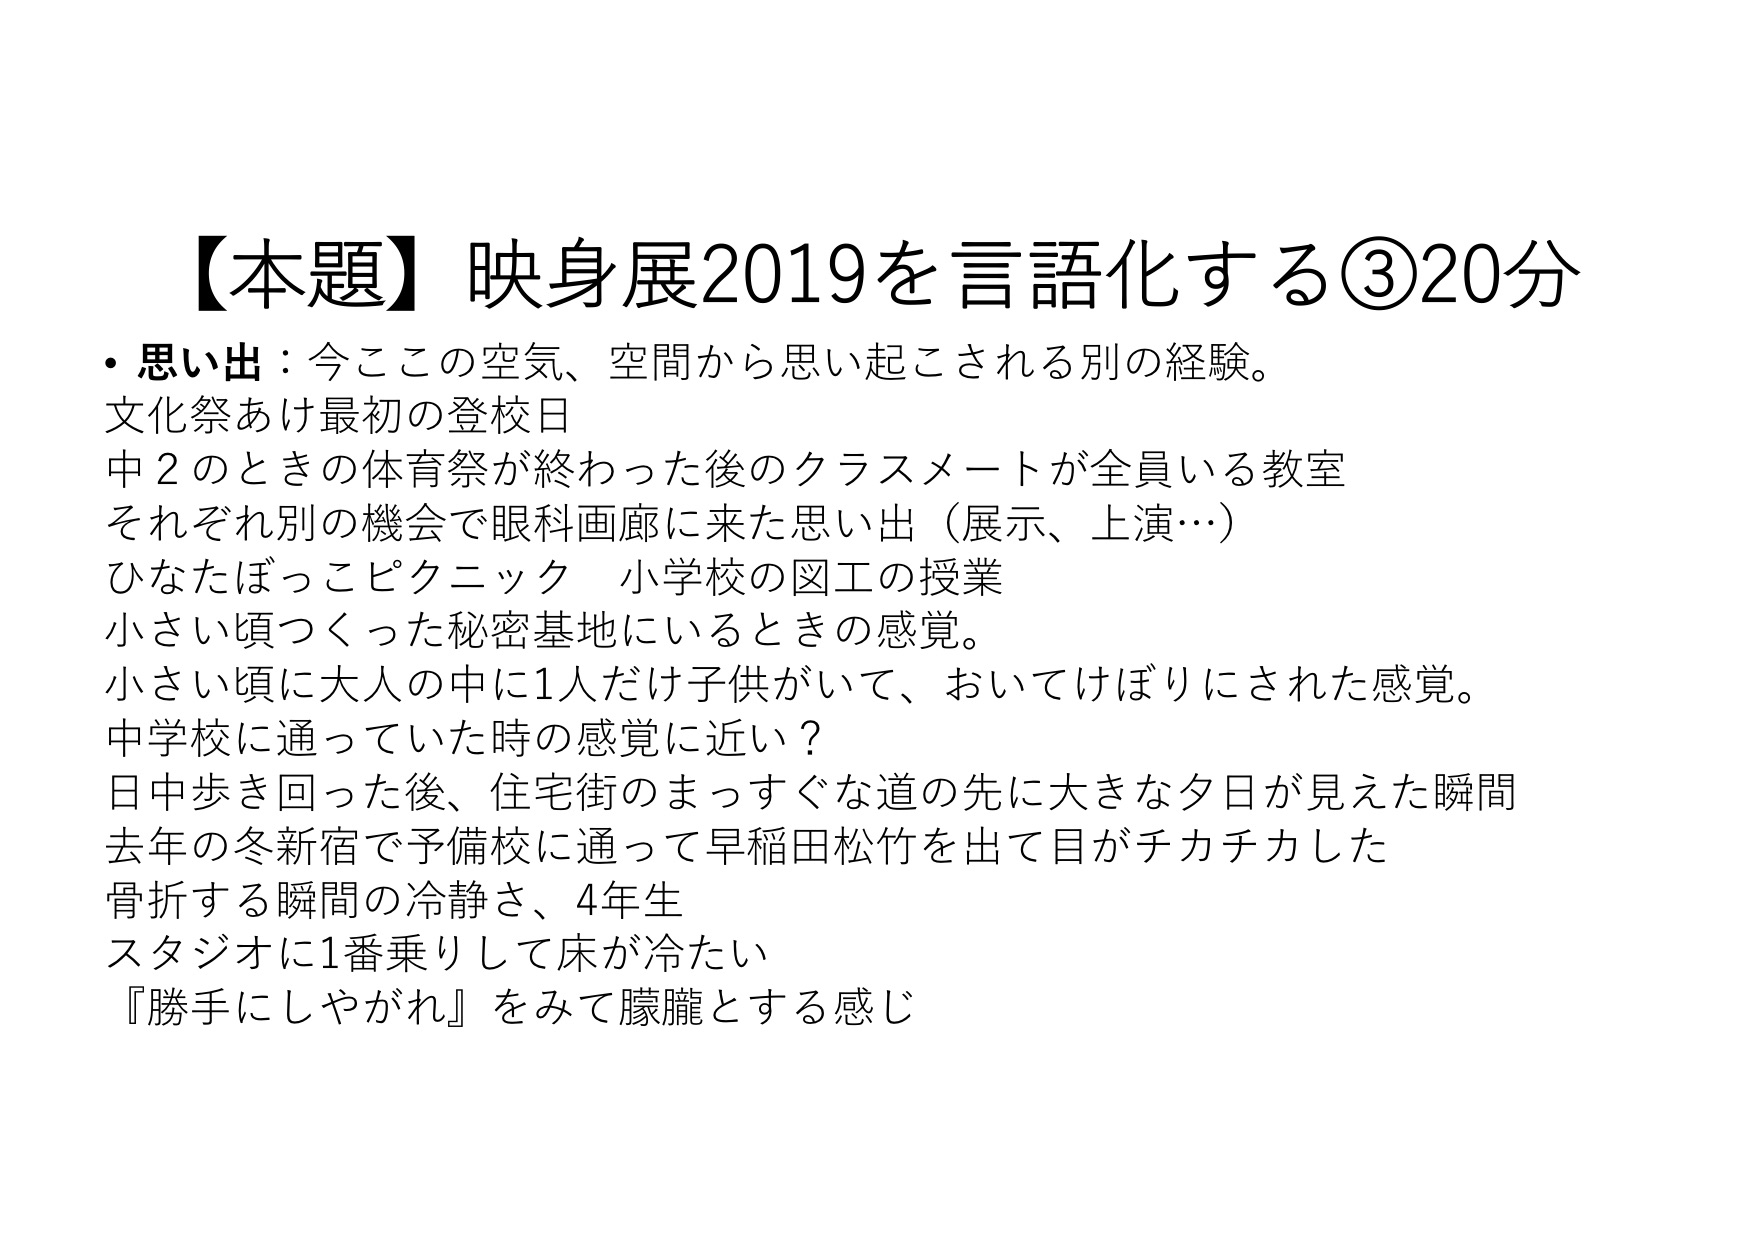 【本題】映身展2019を言語化する③20分
• 思い出：今ここの空気、空間から思い起こされる別の経験。
文化祭あけ最初の登校日
中２のときの体育祭が終わった後のクラスメートが全員いる教室
それぞれ別の機会で眼科画廊に来た思い出（展示、上演…）
ひなたぼっこピクニック　小学校の図工の授業
小さい頃つくった秘密基地にいるときの感覚。
小さい頃に大人の中に1人だけ子供がいて、おいてけぼりにされた感覚。
中学校に通っていた時の感覚に近い？
日中歩き回った後、住宅街のまっすぐな道の先に大きな夕日が見えた瞬間
去年の冬新宿で予備校に通って早稲田松竹を出て目がチカチカした
骨折する瞬間の冷静さ、4年生
スタジオに1番乗りして床が冷たい
『勝手にしやがれ』をみて朦朧とする感じ